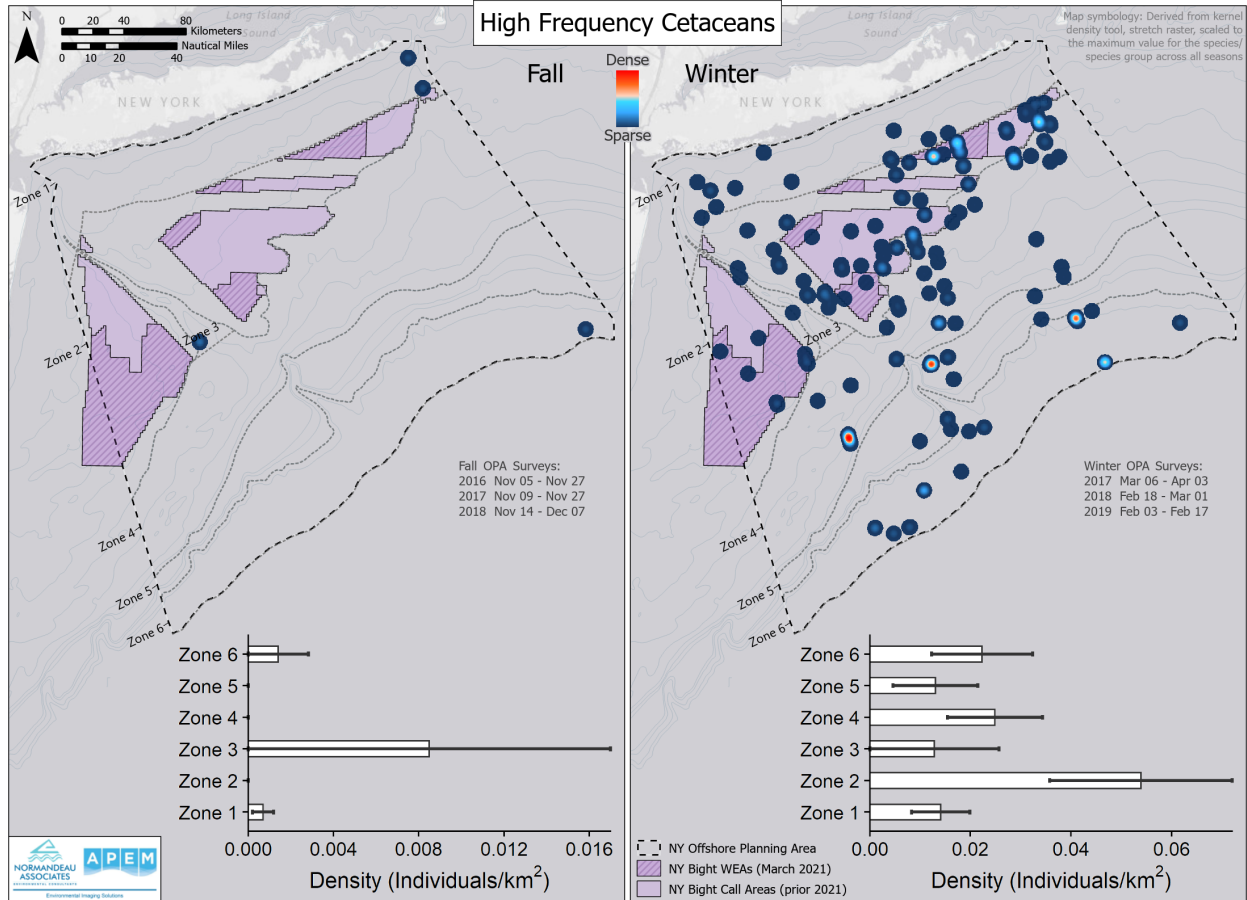 High Frequency Cetaceans
N
0 20 40 80
Kilometers
Nautical Miles
0 10 20 40
Long Island
Sound
NEW YORK
Fall
Dense
Sparse
Winter
Long Island
Sound
NEW YORK
Map symbology: Derived from kernel
density tool, stretch raster, scaled to
the maximum value for the species/
species group across all seasons
Zone 1
Zone 2
Zone 3
Zone 4
Zone 5
Zone 6
Fall OPA Surveys:
2016 Nov 05 - Nov 27
2017 Nov 09 - Nov 27
2018 Nov 14 - Dec 07
Zone 1
Zone 2
Zone 3
Zone 4
Zone 5
Zone 6
Winter OPA Surveys:
2017 Mar 06 - Apr 03
2018 Feb 18 - Mar 01
2019 Feb 03 - Feb 17
Zone 6
Zone 5
Zone 4
Zone 3
Zone 2
Zone 1
0.000 0.004 0.008 0.012 0.016
Density (Individuals/km²)
Zone 6
Zone 5
Zone 4
Zone 3
Zone 2
Zone 1
0.00 0.02 0.04 0.06
Density (Individuals/km²)
NORMANDEAU
ASSOCIATES
ENVIRONMENTAL CONSULTANTS
APEM
Environmental Imaging Solutions
NY Offshore Planning Area
NY Bight WEAs (March 2021)
NY Bight Call Areas (prior 2021)